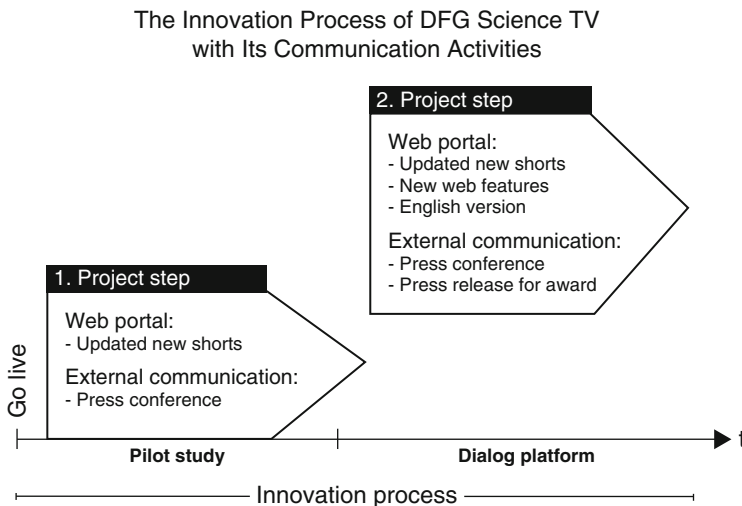 The Innovation Process of DFG Science TV
with Its Communication Activities
2. Project step
Web portal:
- Updated new shorts
- New web features
- English version
External communication:
- Press conference
- Press release for award
1. Project step
Web portal:
- Updated new shorts
External communication:
- Press conference
Go live
t
Pilot study
Dialog platform
Innovation process